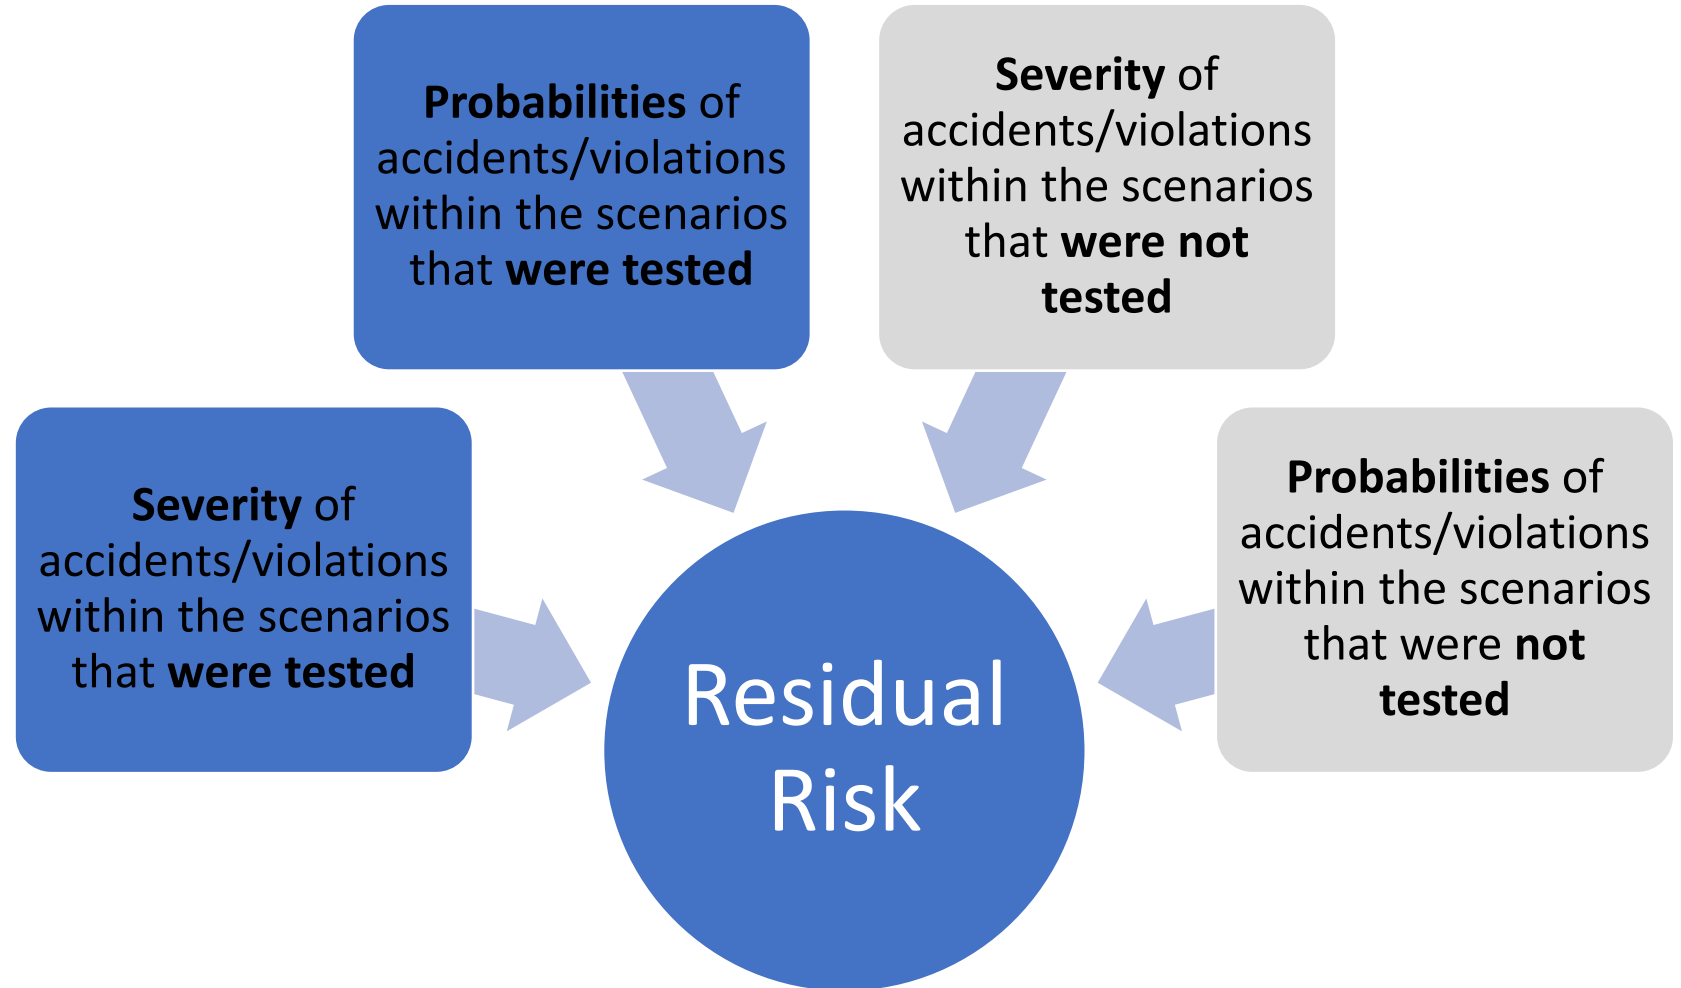 Probabilities of
accidents/violations
within the scenarios
that were tested
Severity of
accidents/violations
within the scenarios
that were not
tested
Severity of
accidents/violations
within the scenarios
that were tested
Probabilities of
accidents/violations
within the scenarios
that were not
tested
Residual
Risk